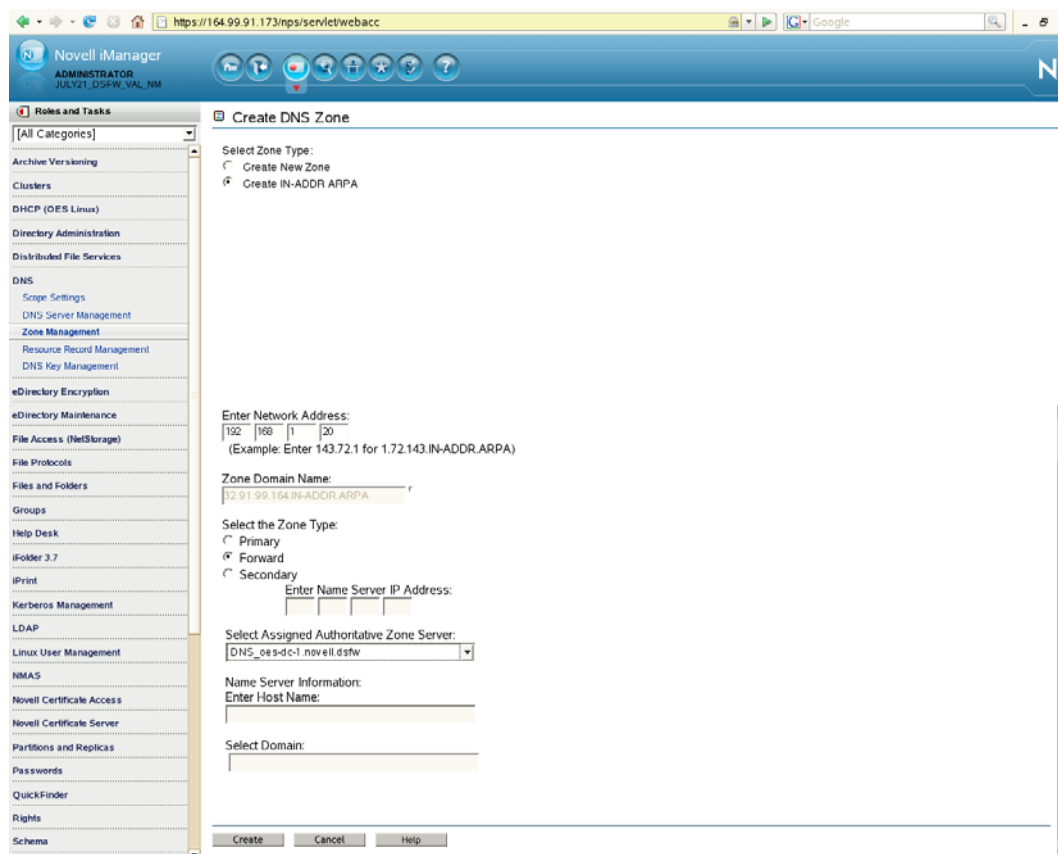 https://164.99.91.173/nps/servlet/webacc
Google
Novell iManager
ADMINISTRATOR
JULY21_DSFW_VAL_NM
N
Roles and Tasks
[All Categories]
Archive Versioning
Clusters
DHCP (OES Linux)
Directory Administration
Distributed File Services
DNS
Scope Settings
DNS Server Management
Zone Management
Resource Record Management
DNS Key Management
eDirectory Encryption
eDirectory Maintenance
File Access (NetStorage)
File Protocols
Files and Folders
Groups
Help Desk
iFolder 3.7
iPrint
Kerberos Management
LDAP
Linux User Management
NMAS
Novell Certificate Access
Novell Certificate Server
Partitions and Replicas
Passwords
QuickFinder
Rights
Schema
Create DNS Zone
Select Zone Type:
Create New Zone
Create IN-ADDR ARPA
Enter Network Address:
192 168 1 20
(Example: Enter 143.72.1 for 1.72.143.IN-ADDR.ARPA)
Zone Domain Name:
32.91.99.164.IN-ADDR.ARPA
Select the Zone Type:
Primary
Forward
Secondary
Enter Name Server IP Address:
Select Assigned Authoritative Zone Server:
DNS_oes-dc-1.novell.dsfw
Name Server Information:
Enter Host Name:
Select Domain:
Create Cancel Help